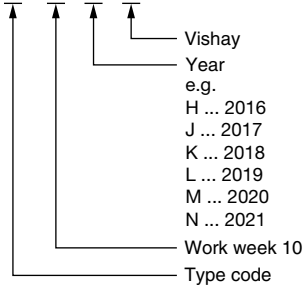 Vishay
Year
e.g.
H ... 2016
J ... 2017
K ... 2018
L ... 2019
M ... 2020
N ... 2021
Work week 10
Type code